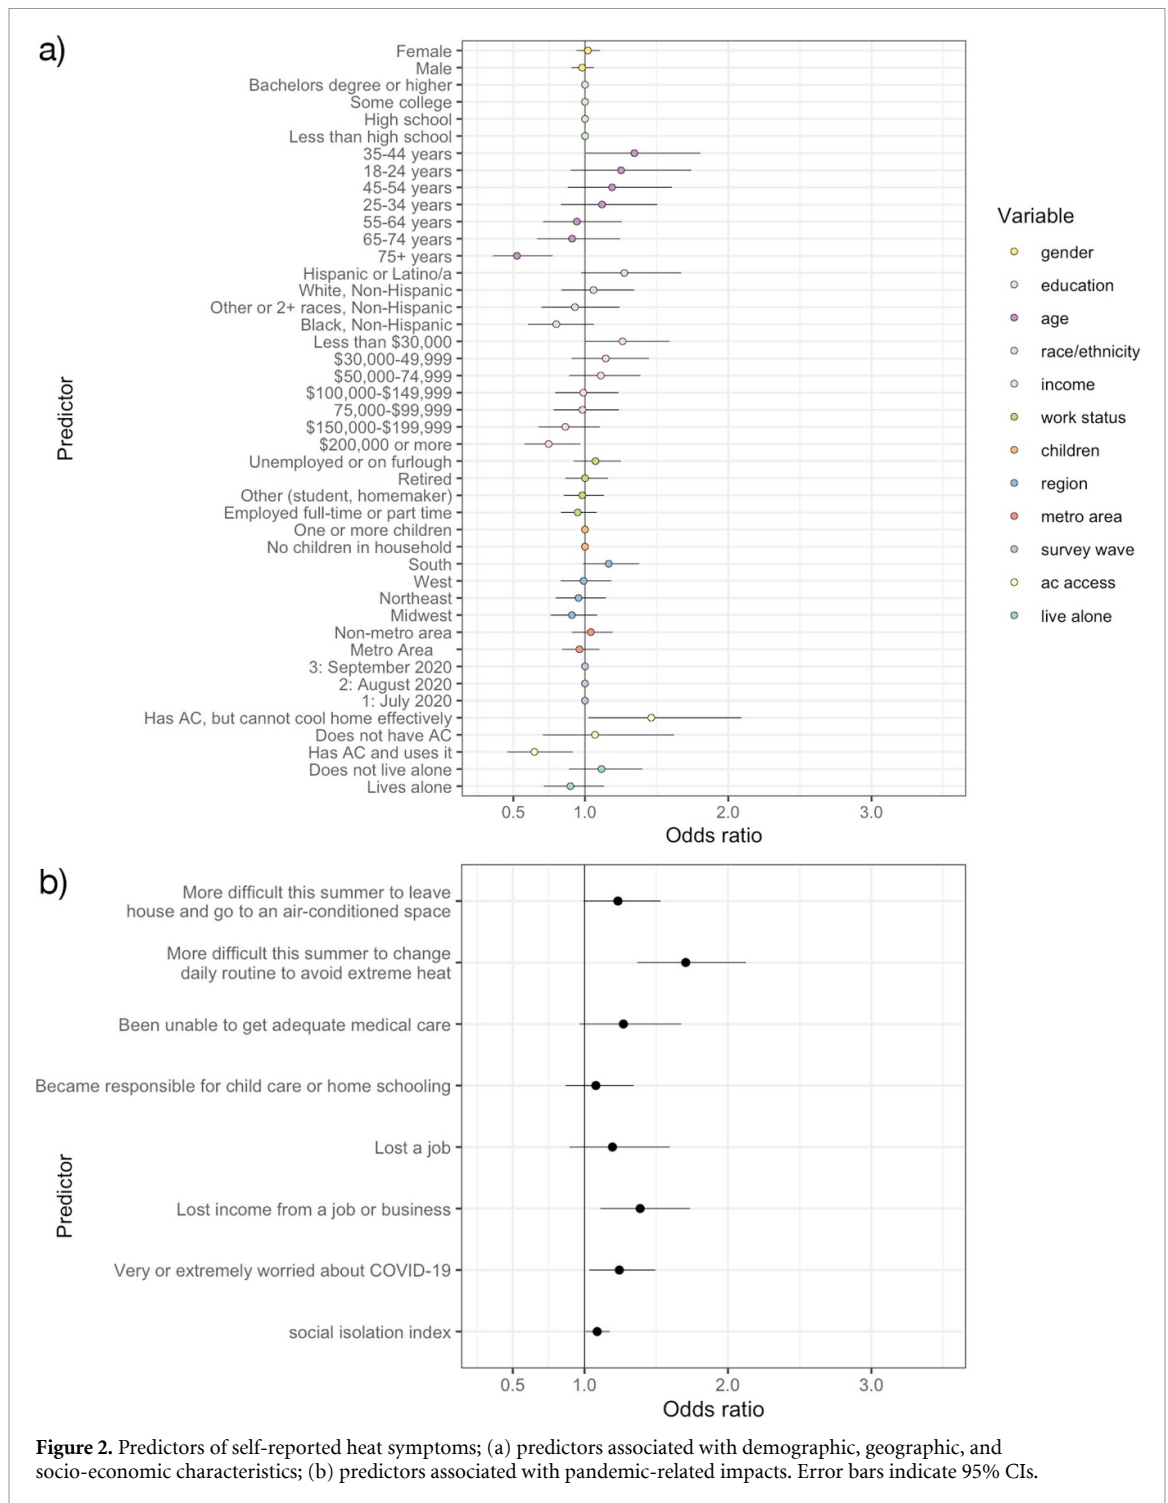 a)
Female
Male
Bachelors degree or higher
Some college
High school
Less than high school
35-44 years
18-24 years
45-54 years
25-34 years
55-64 years
65-74 years
75+ years
Hispanic or Latino/a
White, Non-Hispanic
Other or 2+ races, Non-Hispanic
Black, Non-Hispanic
Less than $30,000
$30,000-49,999
$50,000-74,999
$100,000-$149,999
75,000-$99,999
$150,000-$199,999
$200,000 or more
Unemployed or on furlough
Retired
Other (student, homemaker)
Employed full-time or part time
One or more children
No children in household
South
West
Northeast
Midwest
Non-metro area
Metro Area
3: September 2020
2: August 2020
1: July 2020
Has AC, but cannot cool home effectively
Does not have AC
Has AC and uses it
Does not live alone
Lives alone
Predictor
0.5 1.0 2.0 3.0
Odds ratio
Variable
gender
education
age
race/ethnicity
income
work status
children
region
metro area
survey wave
ac access
live alone
b)
More difficult this summer to leave
house and go to an air-conditioned space
More difficult this summer to change
daily routine to avoid extreme heat
Been unable to get adequate medical care
Became responsible for child care or home schooling
Lost a job
Lost income from a job or business
Very or extremely worried about COVID-19
social isolation index
Predictor
0.5 1.0 2.0 3.0
Odds ratio
Figure 2. Predictors of self-reported heat symptoms; (a) predictors associated with demographic, geographic, and
socio-economic characteristics; (b) predictors associated with pandemic-related impacts. Error bars indicate 95% CIs.